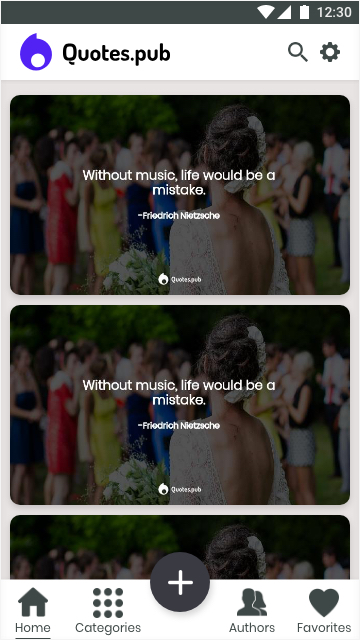 12:30
Quotes.pub
Without music, life would be a
mistake.
-Friedrich Nietzsche
Quotes.pub
Without music, life would be a
mistake.
-Friedrich Nietzsche
Quotes.pub
Home
Categories
Authors
Favorites